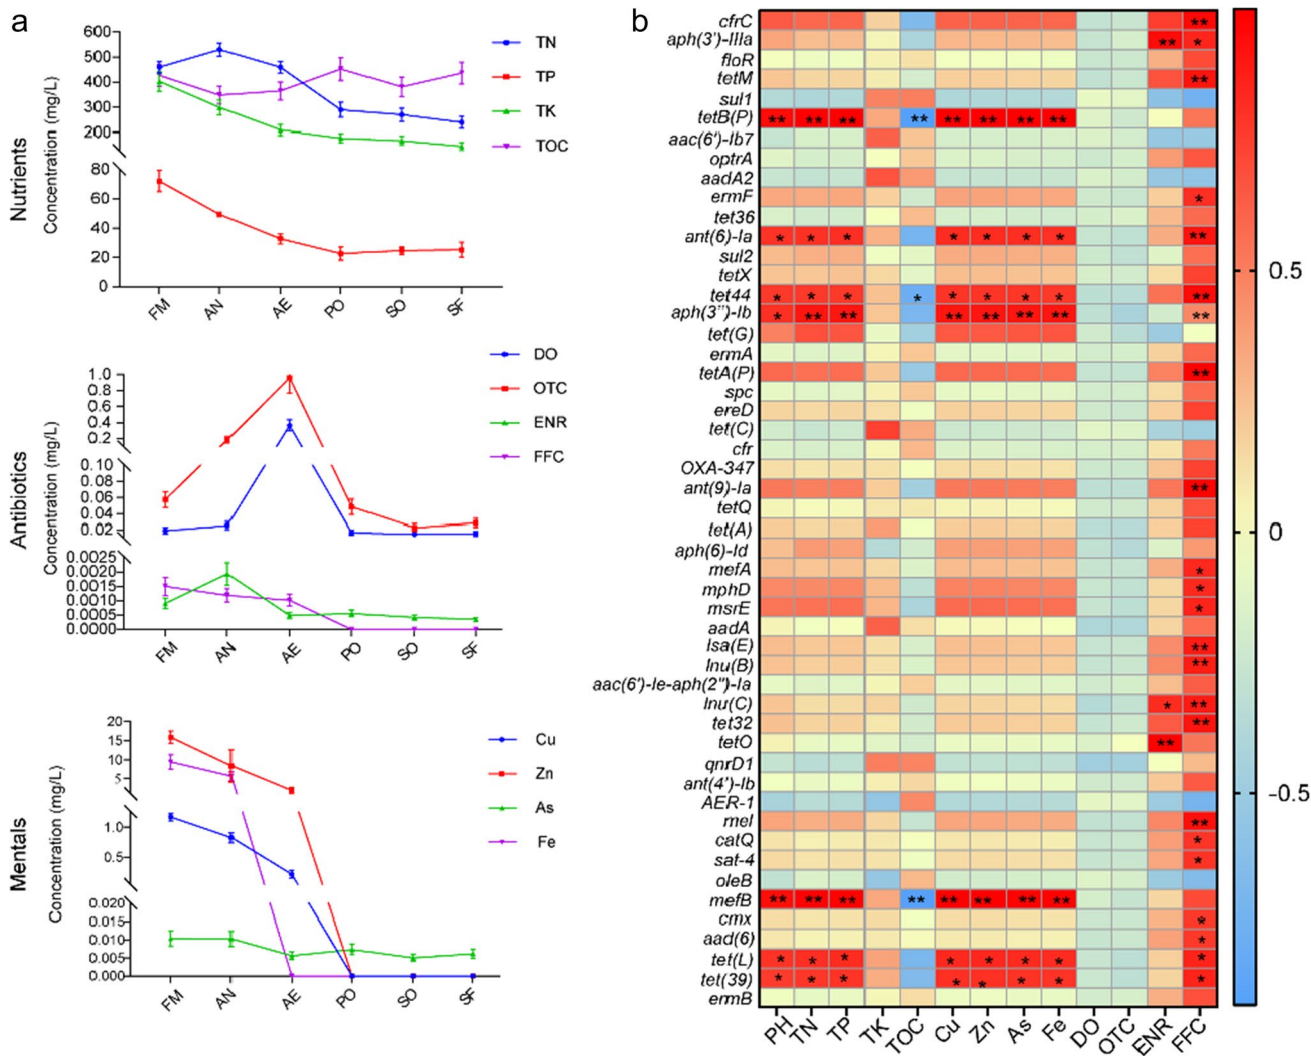 a
Nutrients
Concentration (mg/L)
600
500
400
300
200
80
60
40
20
0
FM
AN
AE
PO
SO
SF
TN
TP
TK
TOC
Antibiotics
Concentration (mg/L)
1.0
0.8
0.6
0.4
0.2
0.10
0.08
0.06
0.04
0.02
0.0025
0.0020
0.0015
0.0010
0.0005
0.0000
FM
AN
AE
PO
SO
SF
DO
OTC
ENR
FFC
Mentals
Concentration (mg/L)
20
15
10
5
1.0
0.5
0.020
0.015
0.010
0.005
0.000
FM
AN
AE
PO
SO
SF
Cu
Zn
As
Fe
b
cfrC
aph(3')-IIIa
floR
tetM
sul1
tetB(P)
aac(6')-Ib7
optrA
aadA2
ermF
tet36
ant(6)-Ia
sul2
tetX
tet44
aph(3'')-Ib
tet(G)
ermA
tetA(P)
spc
ereD
tet(C)
cfr
OXA-347
ant(9)-Ia
tetQ
tet(A)
aph(6)-Id
mefA
mphD
msrE
aadA
lsa(E)
lnu(B)
aac(6')-Ie-aph(2'')-Ia
lnu(C)
tet32
tetO
qnrD1
ant(4')-Ib
AER-1
mel
catQ
sat-4
oleB
mefB
cmx
aad(6)
tet(L)
tet(39)
ermB
PH
TN
TP
TK
TOC
Cu
Zn
As
Fe
DO
OTC
ENR
FFC
0.5
0
-0.5